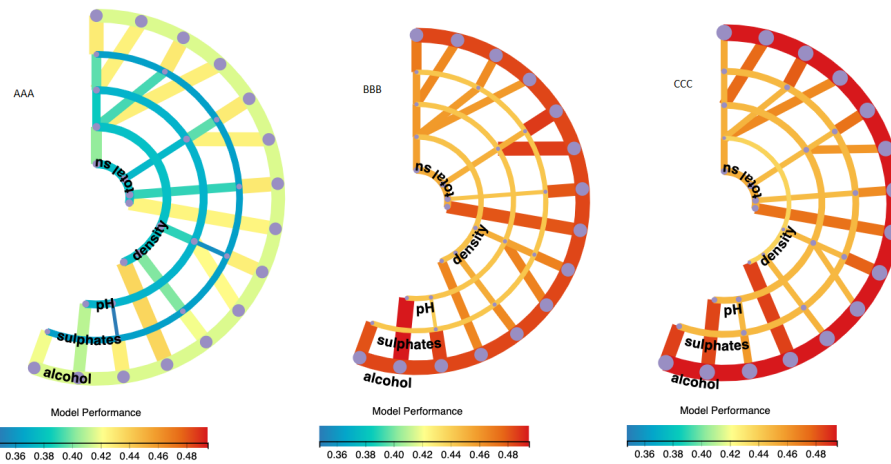 AAA
total su
density
pH
sulphates
alcohol
Model Performance
0.36 0.38 0.40 0.42 0.44 0.46 0.48
BBB
total su
density
pH
sulphates
alcohol
Model Performance
0.36 0.38 0.40 0.42 0.44 0.46 0.48
CCC
total su
density
pH
sulphates
alcohol
Model Performance
0.36 0.38 0.40 0.42 0.44 0.46 0.48